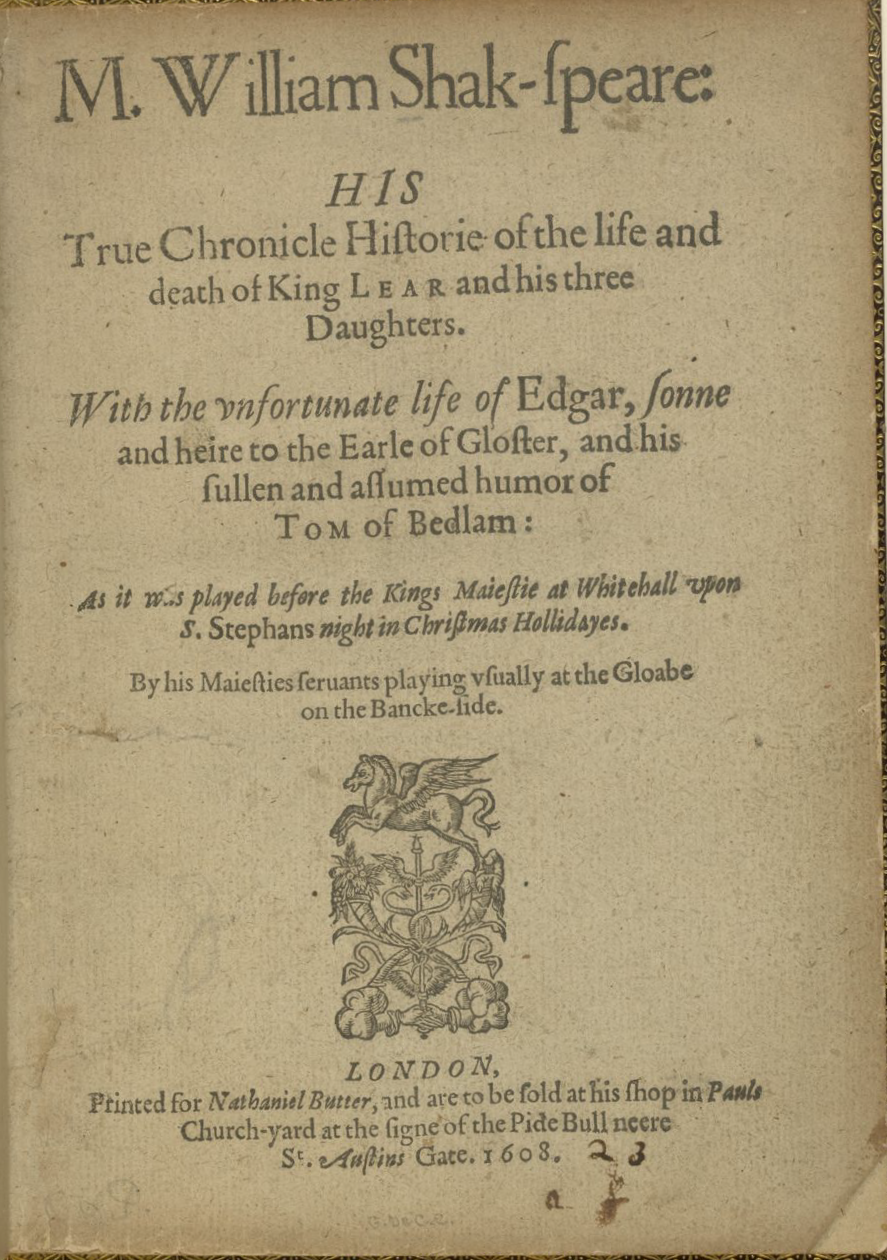 M. William Shak-ſpeare:
HIS
True Chronicle Hiſtorie of the life and
death of King LEAR and his three
Daughters.
With the vnfortunate life of Edgar, ſonne
and heire to the Earle of Gloſter, and his
ſullen and aſſumed humor of
TOM of Bedlam:
As it was played before the Kings Maieſtie at Whitehall vpon
S. Stephans night in Chriſtmas Hollidayes.
By his Maieſties ſeruants playing vſually at the Gloabe
on the Bancke-ſide.
LONDON,
Printed for Nathaniel Butter, and are to be ſold at his ſhop in Pauls
Church-yard at the ſigne of the Pide Bull neere
St. Auſtins Gate. 1608. 23
a